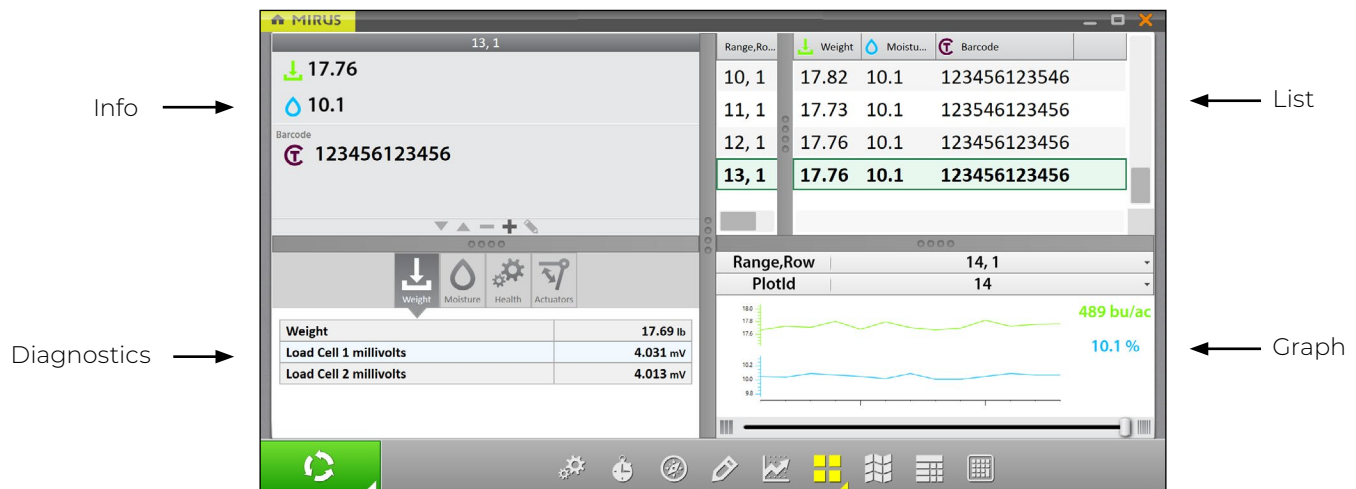 MIRUS
13, 1
17.76
10.1
Barcode
123456123456
Info
Weight
Moisture
Health
Actuators
Weight 17.69 lb
Load Cell 1 millivolts 4.031 mV
Load Cell 2 millivolts 4.013 mV
Diagnostics
Range,Ro... Weight Moistu... Barcode
10, 1 17.82 10.1 123456123546
11, 1 17.73 10.1 123546123456
12, 1 17.76 10.1 123456123456
13, 1 17.76 10.1 123456123456
List
Range,Row 14, 1
PlotId 14
18.0
17.8
17.6
489 bu/ac
10.1 %
10.2
10.0
9.8
Graph